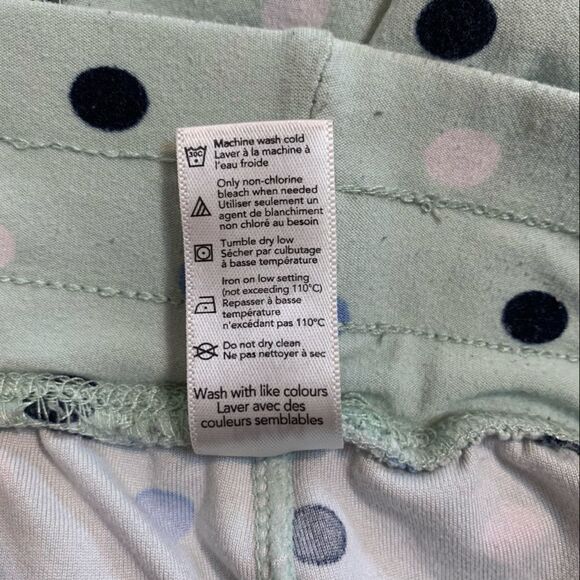 30C
Machine wash cold
Laver à la machine à
l'eau froide
Only non-chlorine
bleach when needed
Utiliser seulement un
agent de blanchiment
non chloré au besoin
Tumble dry low
Sécher par culbutage
à basse température
Iron on low setting
(not exceeding 110°C)
Repasser à basse
température
n'excédant pas 110°C
Do not dry clean
Ne pas nettoyer à sec
Wash with like colours
Laver avec des
couleurs semblables